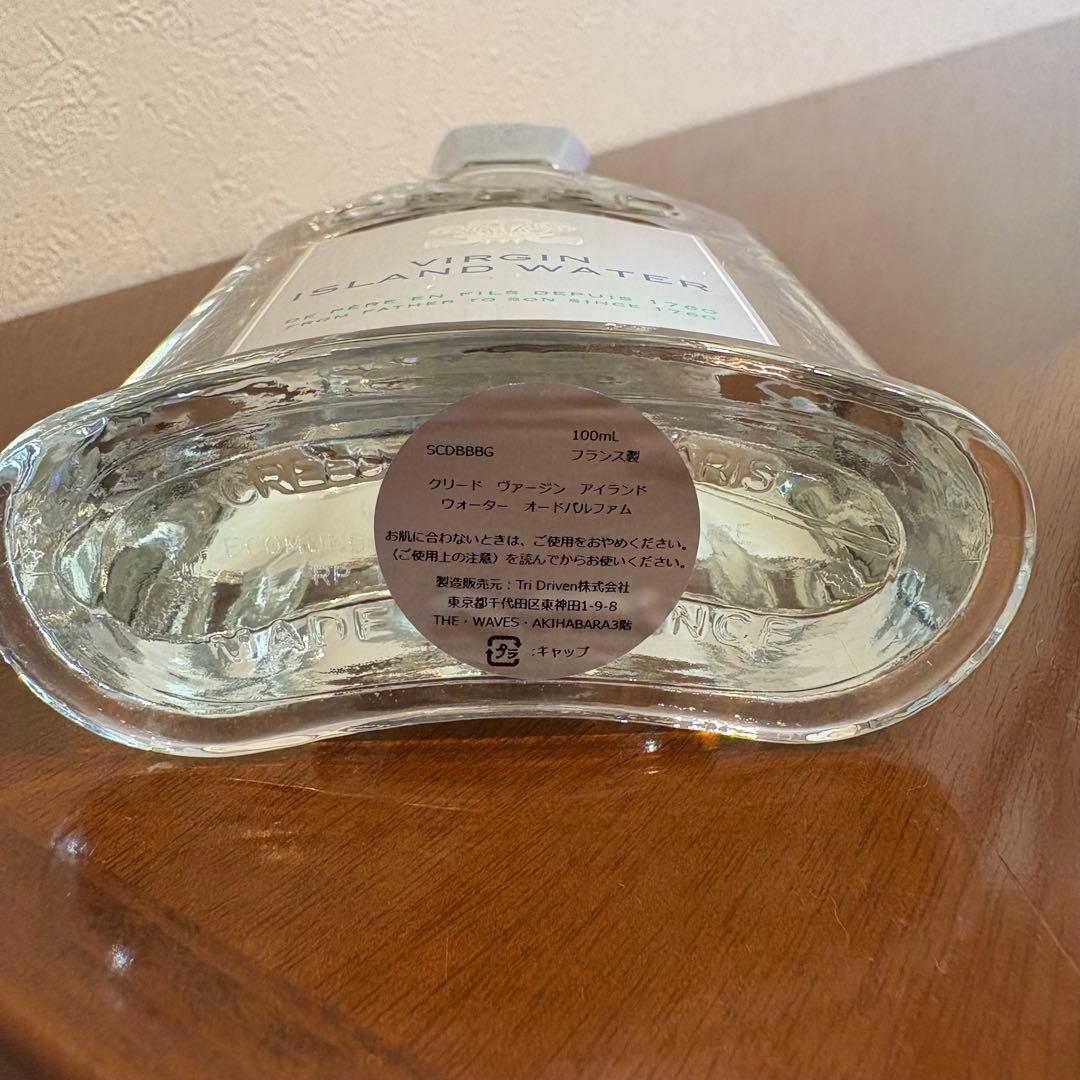 VIRGIN
ISLAND WATER
DE PÈRE EN FILS DEPUIS 1760
FROM FATHER TO SON SINCE 1760
100mL
SCDBBBG
フランス製
CREED
PARIS
クリード ヴァージン アイランド
ウォーター オードパルファム
お肌に合わないときは、ご使用をおやめください。
〈ご使用上の注意〉を読んでからお使いください。
製造販売元:Tri Driven株式会社
東京都千代田区東神田1-9-8
THE・WAVES・AKIHABARA3階
プラ :キャップ
MADE